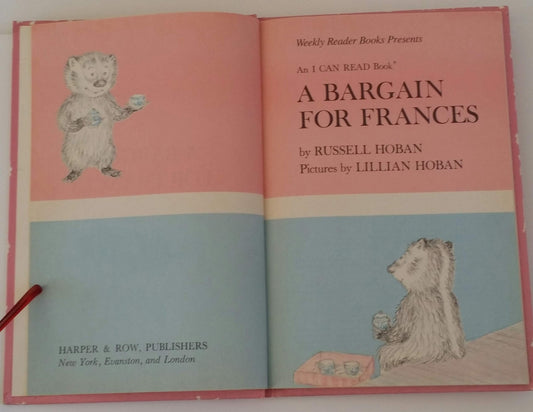 HARPER & ROW, PUBLISHERS
New York, Evanston, and London
Weekly Reader Books Presents
An I CAN READ Book®
A BARGAIN
FOR FRANCES
by RUSSELL HOBAN
Pictures by LILLIAN HOBAN